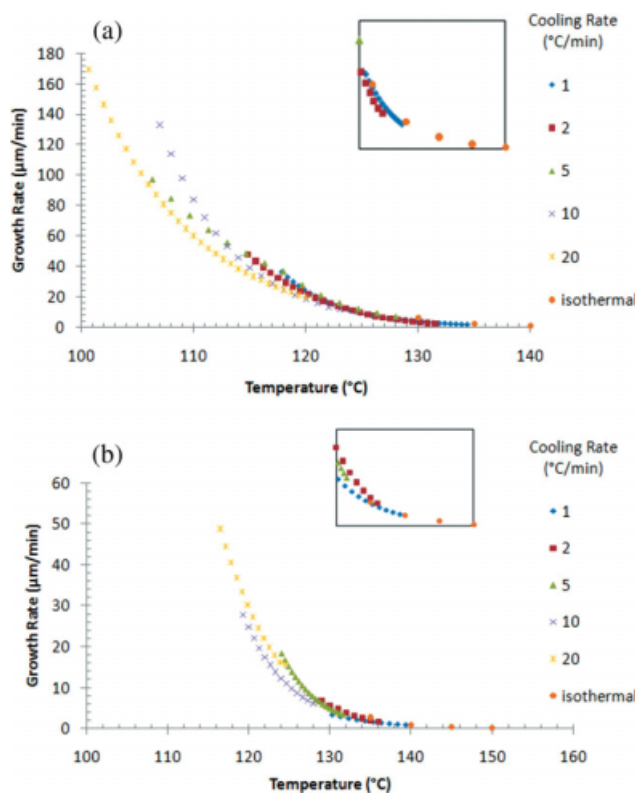 (a)
Cooling Rate
(°C/min)
1
2
5
10
20
isothermal
Growth Rate (µm/min)
180
160
140
120
100
80
60
40
20
0
100 110 120 130 140
Temperature (°C)
(b)
Cooling Rate
(°C/min)
1
2
5
10
20
isothermal
Growth Rate (µm/min)
60
50
40
30
20
10
0
100 110 120 130 140 150 160
Temperature (°C)